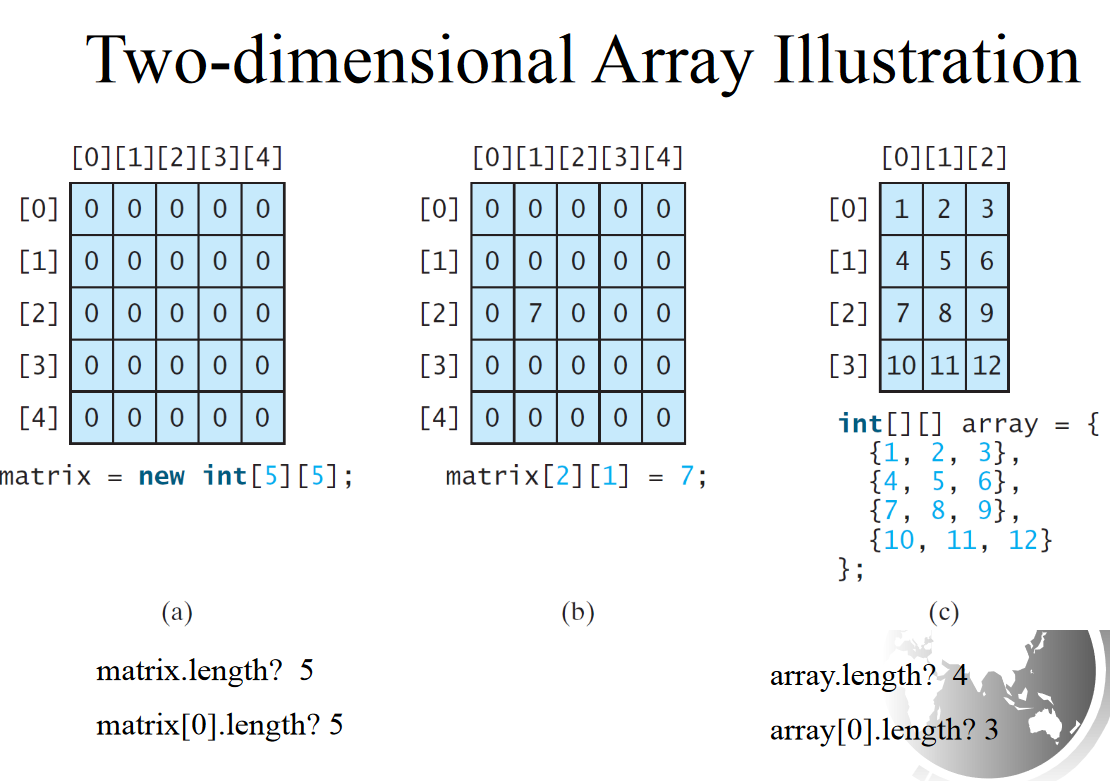 Two-dimensional Array Illustration
[0][1][2][3][4]
[0] 0 0 0 0 0
[1] 0 0 0 0 0
[2] 0 0 0 0 0
[3] 0 0 0 0 0
[4] 0 0 0 0 0
matrix = new int[5][5];
(a)
matrix.length? 5
matrix[0].length? 5
[0][1][2][3][4]
[0] 0 0 0 0 0
[1] 0 0 0 0 0
[2] 0 7 0 0 0
[3] 0 0 0 0 0
[4] 0 0 0 0 0
matrix[2][1] = 7;
(b)
[0][1][2]
[0] 1 2 3
[1] 4 5 6
[2] 7 8 9
[3] 10 11 12
int[][] array = {
{1, 2, 3},
{4, 5, 6},
{7, 8, 9},
{10, 11, 12}
};
(c)
array.length? 4
array[0].length? 3